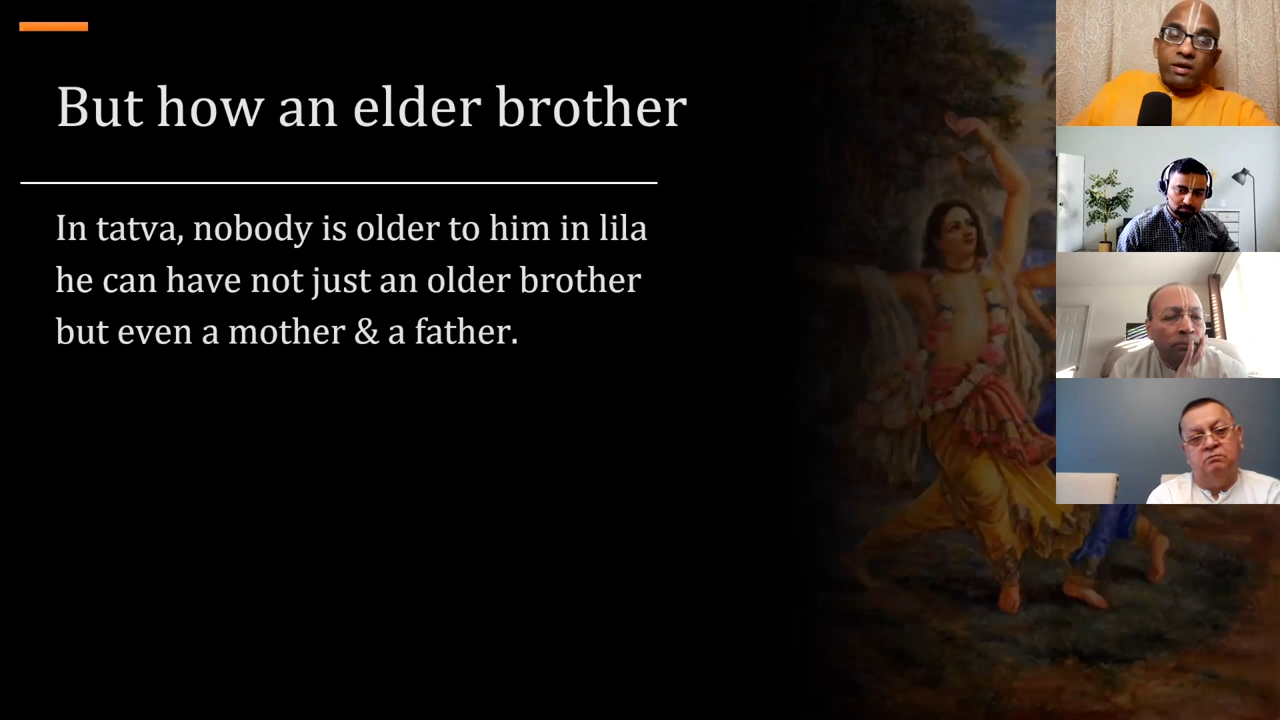 But how an elder brother
In tatva, nobody is older to him in lila
he can have not just an older brother
but even a mother & a father.